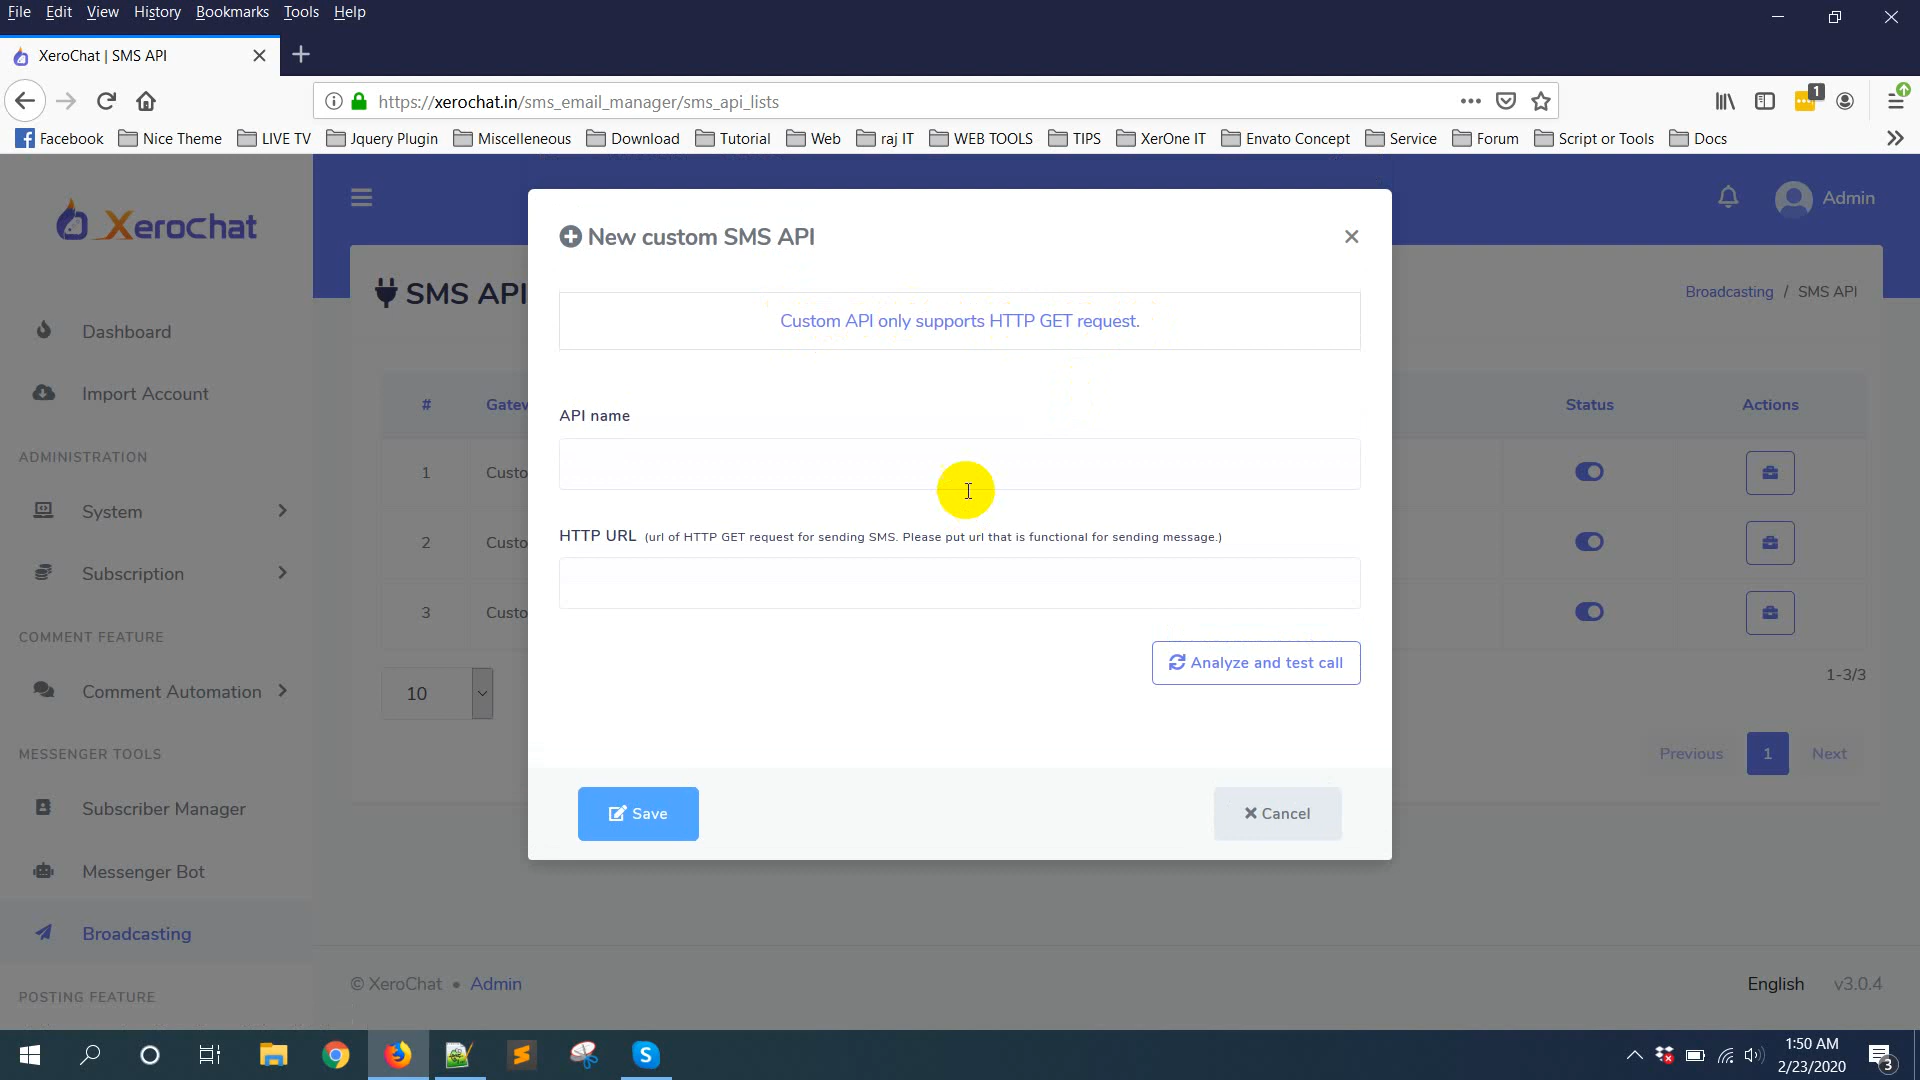 File Edit View History Bookmarks Tools Help
XeroChat | SMS API
https://xerochat.in/sms_email_manager/sms_api_lists
1
Facebook Nice Theme LIVE TV Jquery Plugin Miscelleneous Download Tutorial Web raj IT WEB TOOLS TIPS XerOne IT Envato Concept Service Forum Script or Tools Docs
XeroChat
Admin
New custom SMS API
SMS API
Broadcasting / SMS API
Custom API only supports HTTP GET request.
Dashboard
Import Account
# Gatew Status Actions
API name
ADMINISTRATION
1 Custo
System
HTTP URL (url of HTTP GET request for sending SMS. Please put url that is functional for sending message.)
2 Custo
Subscription
3 Custo
COMMENT FEATURE
Analyze and test call
1-3/3
Comment Automation
10
MESSENGER TOOLS
Previous 1 Next
Subscriber Manager
Save
Cancel
Messenger Bot
Broadcasting
© XeroChat • Admin
English v3.0.4
POSTING FEATURE
1:50 AM
2/23/2020
3